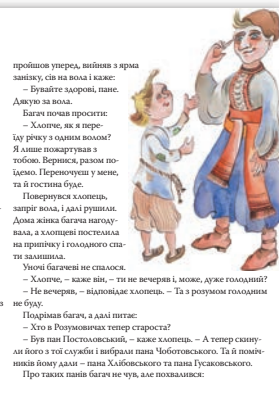 пройшов уперед, вийняв з ярма
занізку, сів на вола і каже:
– Бувайте здорові, пане.
Дякую за вола.
Багач почав просити:
– Хлопче, як я пере-
їду річку з одним волом?
Я лише пожартував з
тобою. Вернися, разом по-
їдемо. Переночуєш у мене,
та й гостина буде.
Повернувся хлопець,
запріг вола, і далі рушили.
Дома жінка багача нагоду-
вала, а хлопцеві постелила
на припічку і голодного спа-
ти залишила.
Уночі багачеві не спалося.
– Хлопче, – каже він, – ти не вечеряв і, може, дуже голодний?
– Не вечеряв, – відповідає хлопець. – Та з розумом голодним
не буду.
Подрімав багач, а далі питає:
– Хто в Розумовичах тепер староста?
– Був пан Постоловський, – каже хлопець. – А тепер скину-
ли його з тої служби і вибрали пана Чоботовського. Та й поміч-
ників йому дали – пана Хлібовського та пана Гусаковського.
Про таких панів багач не чув, але похвалився: